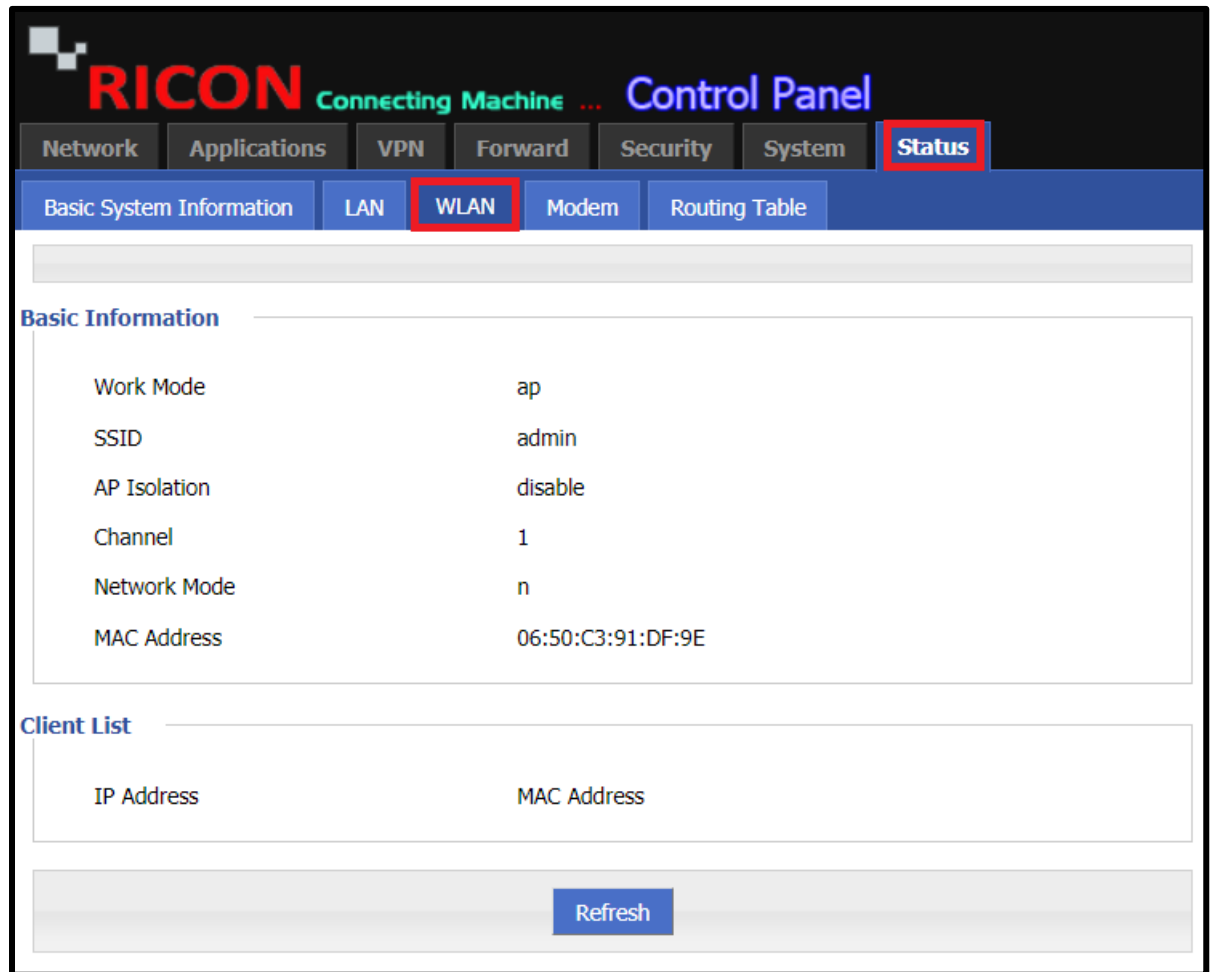 RICON Connecting Machine ... Control Panel
Network Applications VPN Forward Security System Status
Basic System Information LAN WLAN Modem Routing Table
Basic Information
Work Mode ap
SSID admin
AP Isolation disable
Channel 1
Network Mode n
MAC Address 06:50:C3:91:DF:9E
Client List
IP Address MAC Address
Refresh